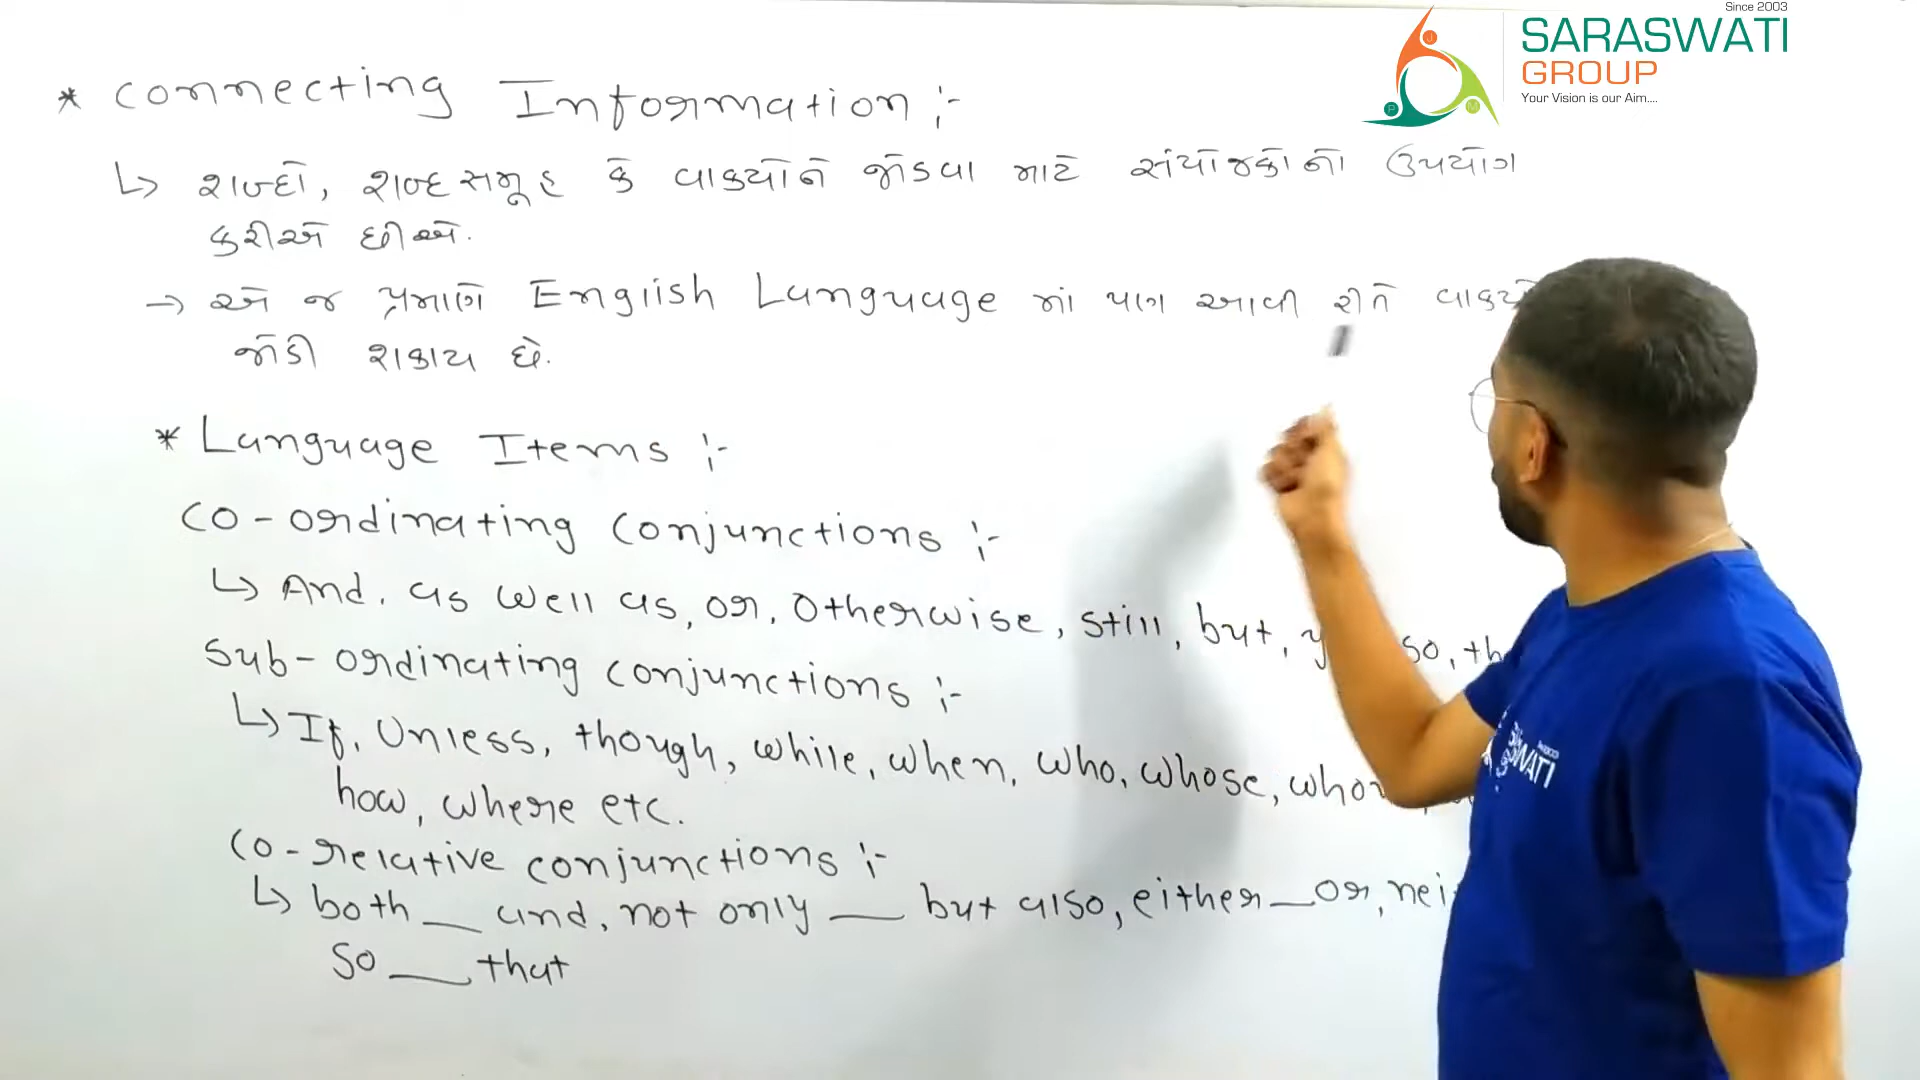 Since 2003
SARASWATI
GROUP
Your Vision is our Aim....
* Connecting Information :-
↳ શબ્દો, શબ્દસમૂહ કે વાક્યોને જોડવા માટે સંયોજકોનો ઉપયોગ
કરીએ છીએ.
→ એ જ પ્રમાણે English Language માં પણ આવી રીતે
જોડી શકાય છે.
* Language Items :-
Co-ordinating Conjunctions :-
↳ And, as well as, or, Otherwise, still, but, so,
Sub-ordinating conjunctions :-
↳ If, Unless, though, while, when, who, whose,
how, where etc.
Co-relative conjunctions :-
↳ both __ and, not only __ but also, either __ or,
So __ that